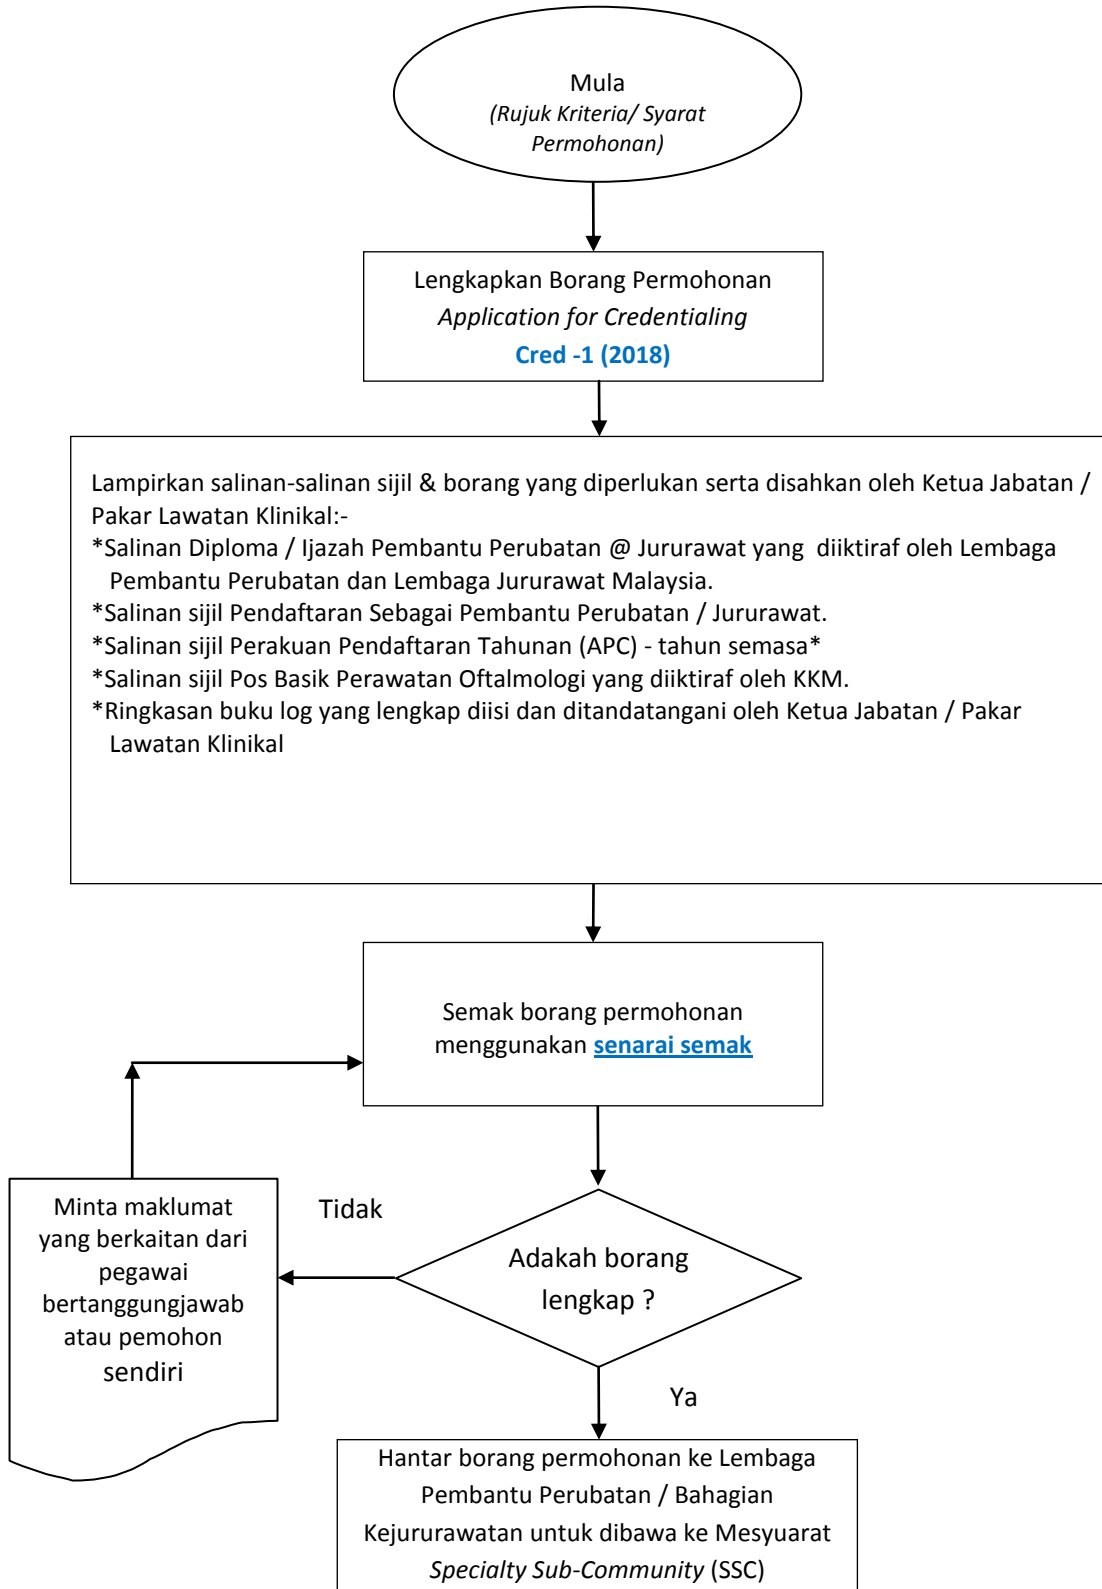 Mula
(Rujuk Kriteria/ Syarat
Permohonan)
Lengkapkan Borang Permohonan
Application for Credentialing
Cred -1 (2018)
Lampirkan salinan-salinan sijil & borang yang diperlukan serta disahkan oleh Ketua Jabatan /
Pakar Lawatan Klinikal:-
*Salinan Diploma / Ijazah Pembantu Perubatan @ Jururawat yang  diiktiraf oleh Lembaga
Pembantu Perubatan dan Lembaga Jururawat Malaysia.
*Salinan sijil Pendaftaran Sebagai Pembantu Perubatan / Jururawat.
*Salinan sijil Perakuan Pendaftaran Tahunan (APC) - tahun semasa*
*Salinan sijil Pos Basik Perawatan Oftalmologi yang diiktiraf oleh KKM.
*Ringkasan buku log yang lengkap diisi dan ditandatangani oleh Ketua Jabatan / Pakar
Lawatan Klinikal
Semak borang permohonan
menggunakan senarai semak
Minta maklumat
yang berkaitan dari
pegawai
bertanggungjawab
atau pemohon
sendiri
Tidak
Adakah borang
lengkap ?
Ya
Hantar borang permohonan ke Lembaga
Pembantu Perubatan / Bahagian
Kejururawatan untuk dibawa ke Mesyuarat
Specialty Sub-Community (SSC)